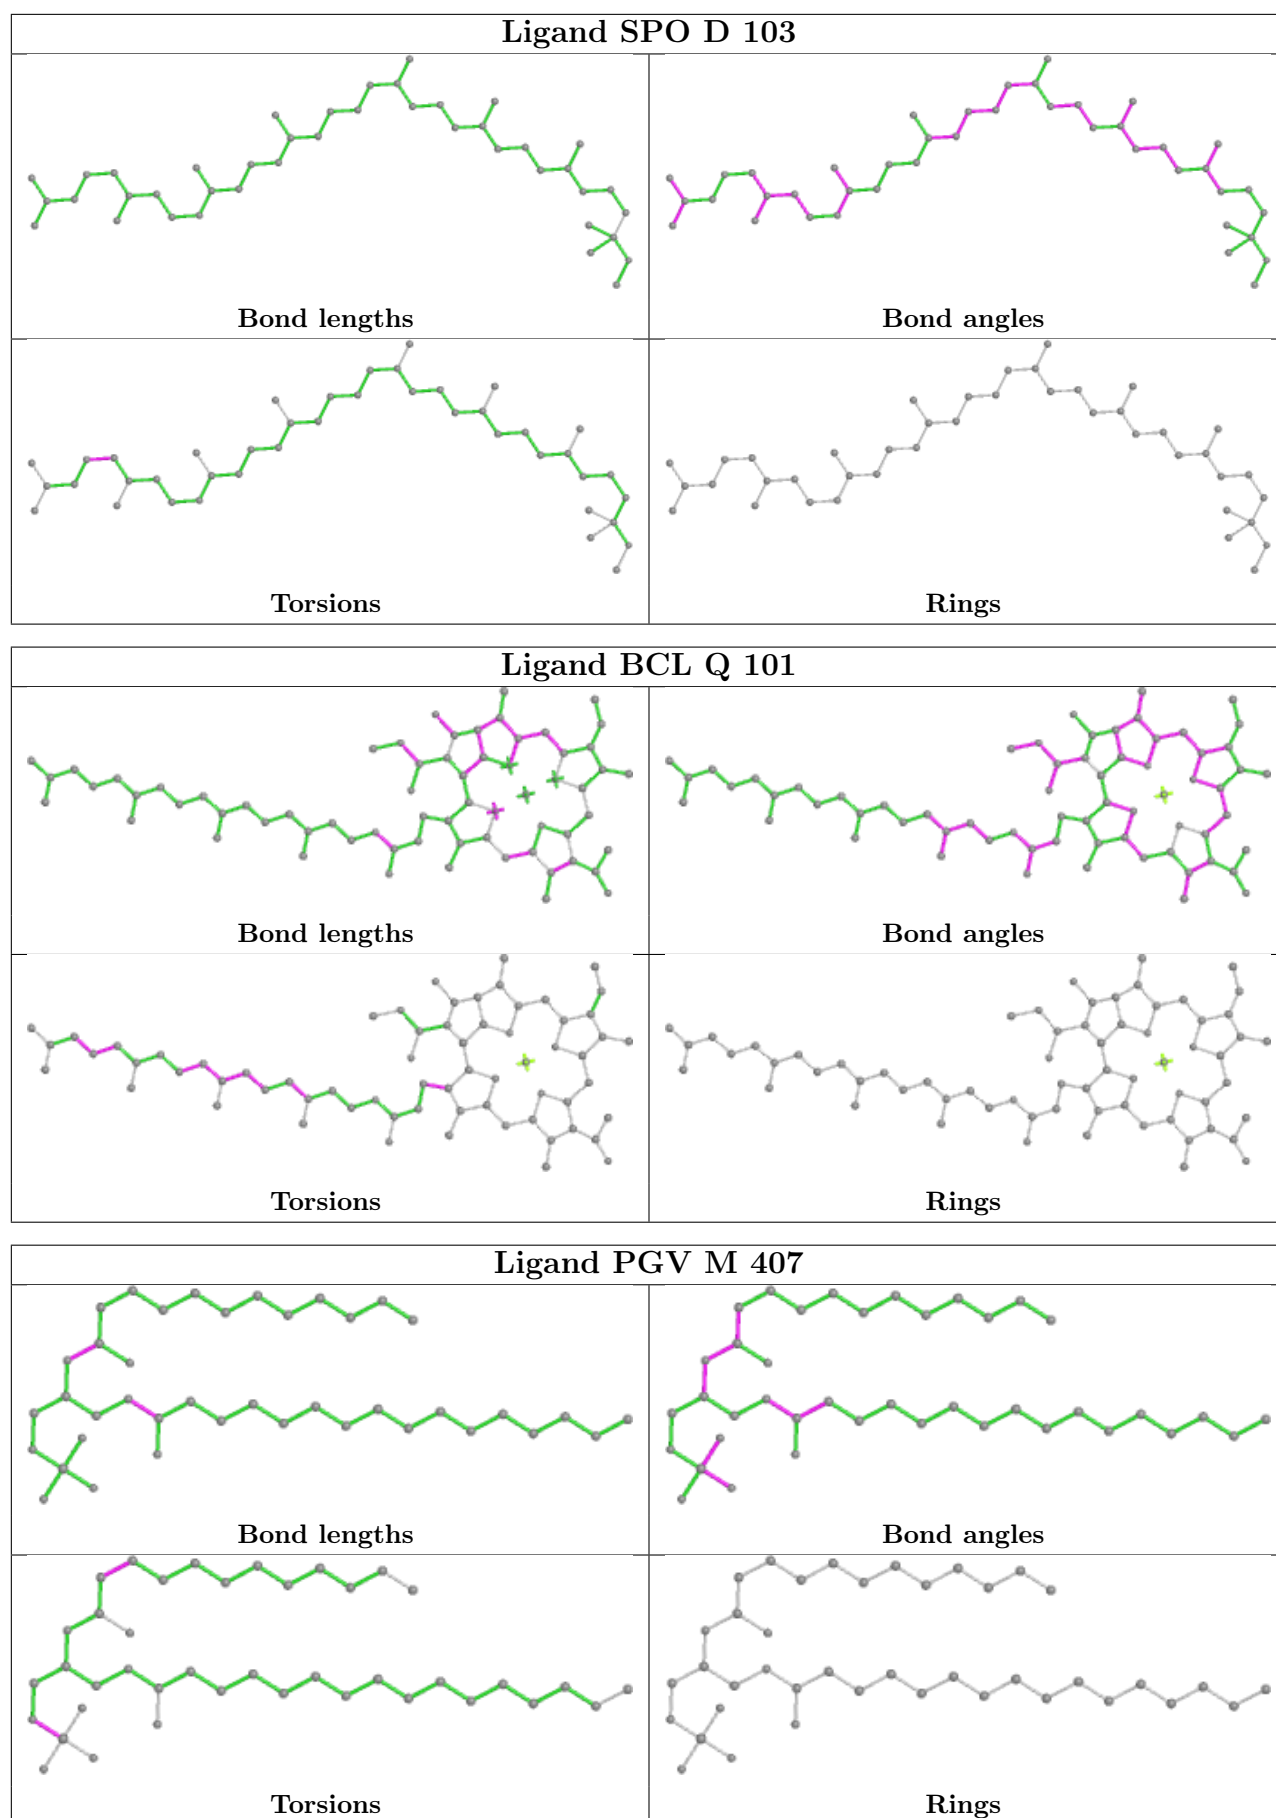 Ligand SPO D 103
Bond lengths
Bond angles
Torsions
Rings
Ligand BCL Q 101
Bond lengths
Bond angles
Torsions
Rings
Ligand PGV M 407
Bond lengths
Bond angles
Torsions
Rings